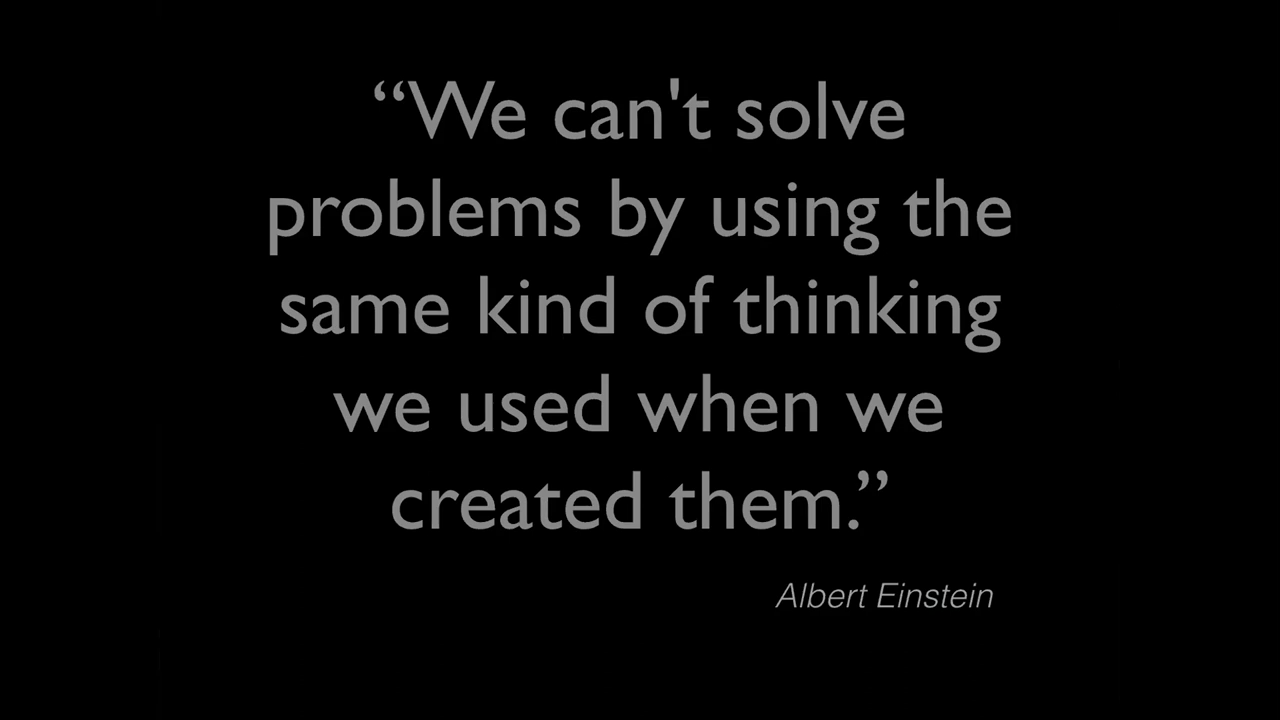 “We can't solve
problems by using the
same kind of thinking
we used when we
created them.”
Albert Einstein